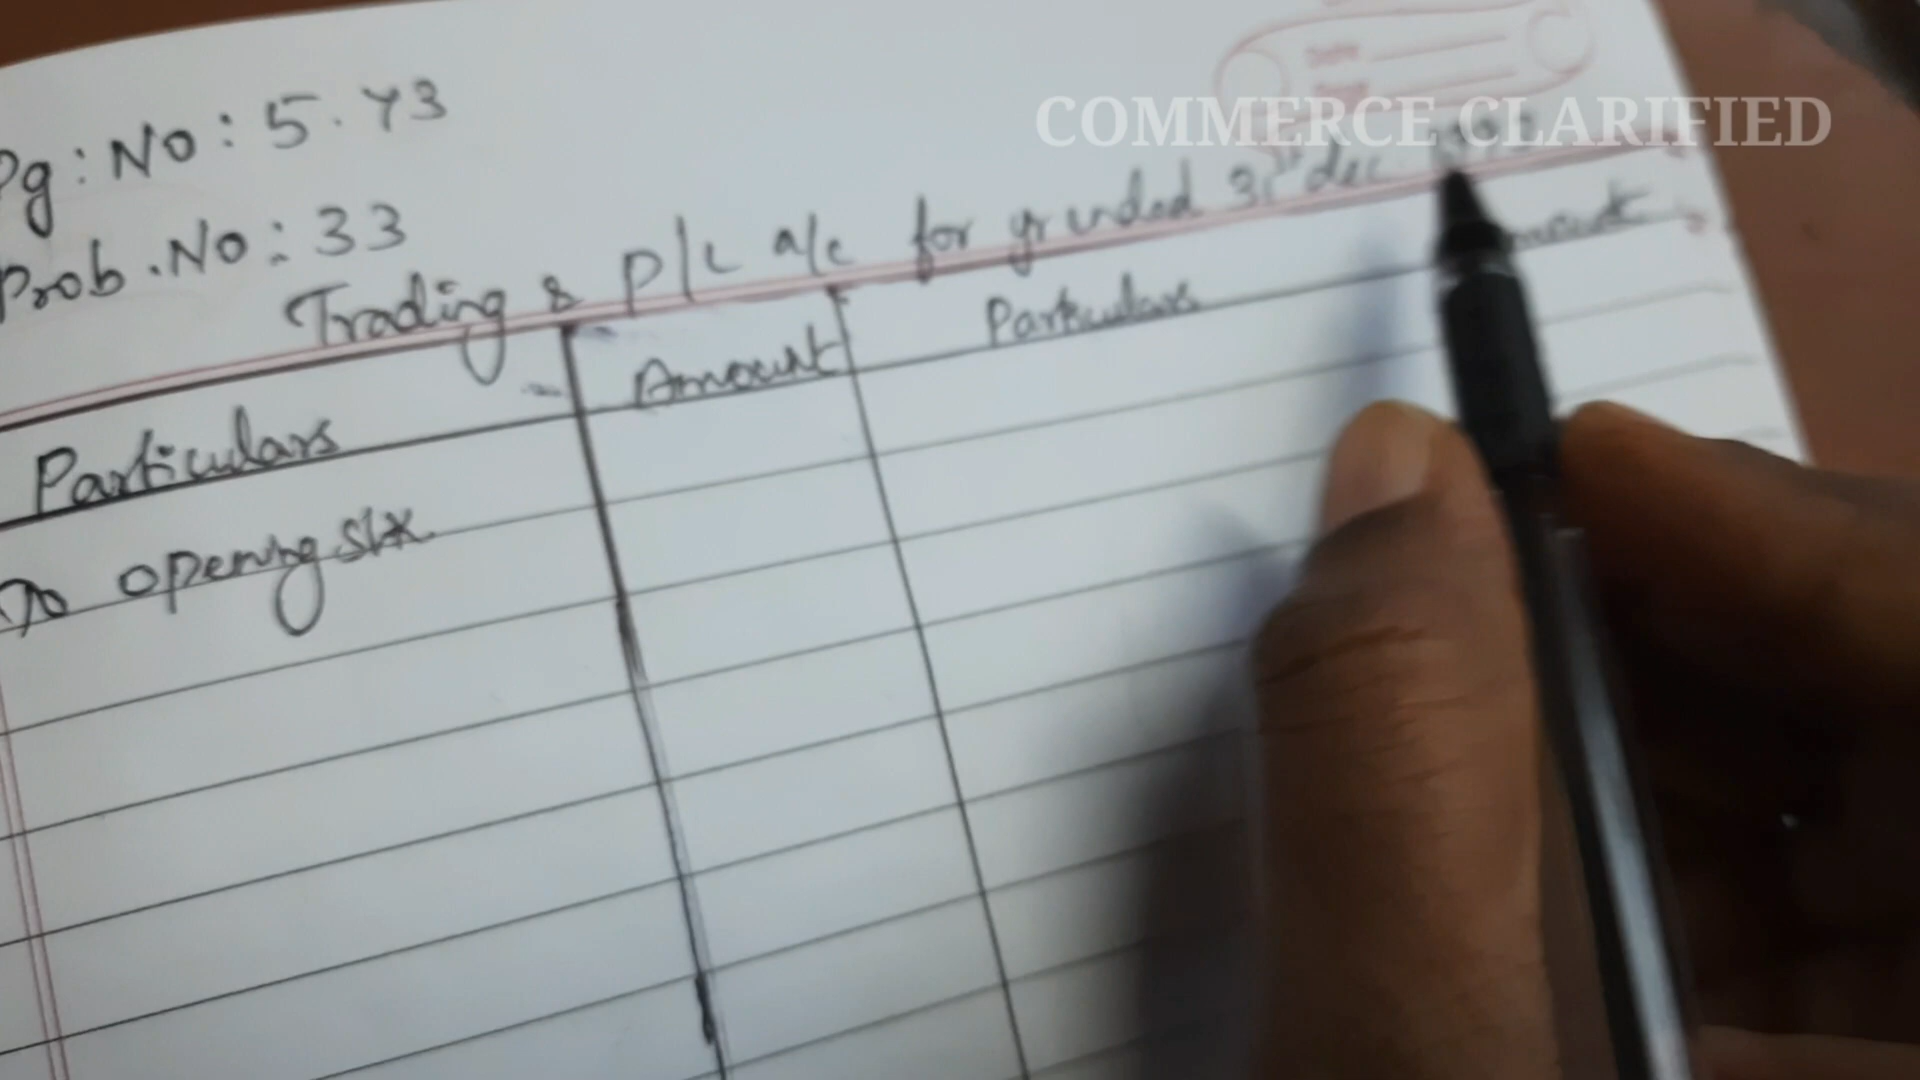 COMMERCE CLARIFIED
Pg: No: 5.73
Prob. No: 33
Trading & P/L a/c for yr ended 31st dec
Particulars Amount Particulars Amount
To opening stk